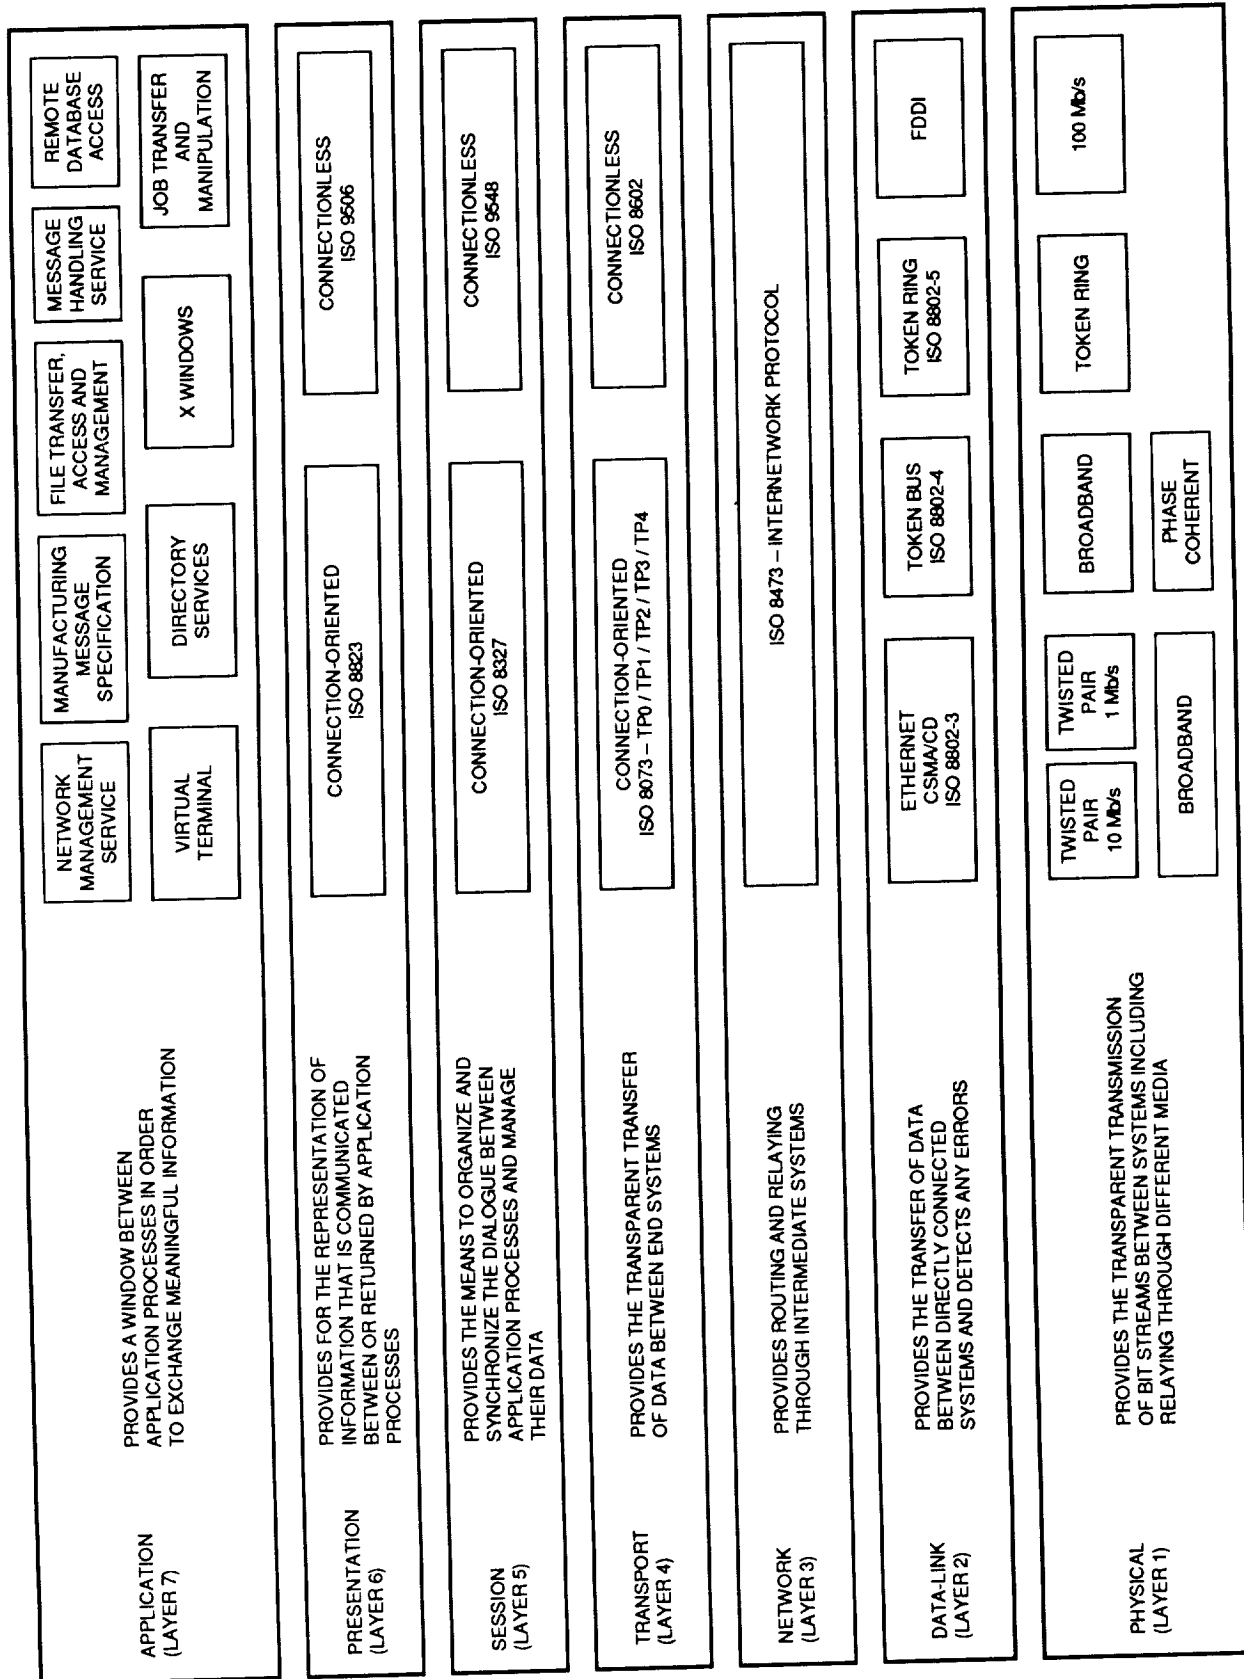 APPLICATION
(LAYER 7)
PROVIDES A WINDOW BETWEEN
APPLICATION PROCESSES IN ORDER
TO EXCHANGE MEANINGFUL INFORMATION
NETWORK
MANAGEMENT
SERVICE
MANUFACTURING
MESSAGE
SPECIFICATION
FILE TRANSFER,
ACCESS AND
MANAGEMENT
MESSAGE
HANDLING
SERVICE
REMOTE
DATABASE
ACCESS
VIRTUAL
TERMINAL
DIRECTORY
SERVICES
X WINDOWS
JOB TRANSFER
AND
MANIPULATION
PRESENTATION
(LAYER 6)
PROVIDES FOR THE REPRESENTATION OF
INFORMATION THAT IS COMMUNICATED
BETWEEN OR RETURNED BY APPLICATION
PROCESSES
CONNECTION-ORIENTED
ISO 8823
CONNECTIONLESS
ISO 9506
SESSION
(LAYER 5)
PROVIDES THE MEANS TO ORGANIZE AND
SYNCHRONIZE THE DIALOGUE BETWEEN
APPLICATION PROCESSES AND MANAGE
THEIR DATA
CONNECTION-ORIENTED
ISO 8327
CONNECTIONLESS
ISO 9548
TRANSPORT
(LAYER 4)
PROVIDES THE TRANSPARENT TRANSFER
OF DATA BETWEEN END SYSTEMS
CONNECTION-ORIENTED
ISO 8073 – TP0 / TP1 / TP2 / TP3 / TP4
CONNECTIONLESS
ISO 8602
NETWORK
(LAYER 3)
PROVIDES ROUTING AND RELAYING
THROUGH INTERMEDIATE SYSTEMS
ISO 8473 – INTERNETWORK PROTOCOL
DATA-LINK
(LAYER 2)
PROVIDES THE TRANSFER OF DATA
BETWEEN DIRECTLY CONNECTED
SYSTEMS AND DETECTS ANY ERRORS
ETHERNET
CSMA/CD
ISO 8802-3
TOKEN BUS
ISO 8802-4
TOKEN RING
ISO 8802-5
FDDI
PHYSICAL
(LAYER 1)
PROVIDES THE TRANSPARENT TRANSMISSION
OF BIT STREAMS BETWEEN SYSTEMS INCLUDING
RELAYING THROUGH DIFFERENT MEDIA
TWISTED
PAIR
10 Mb/s
TWISTED
PAIR
1 Mb/s
BROADBAND
TOKEN RING
100 Mb/s
BROADBAND
PHASE
COHERENT